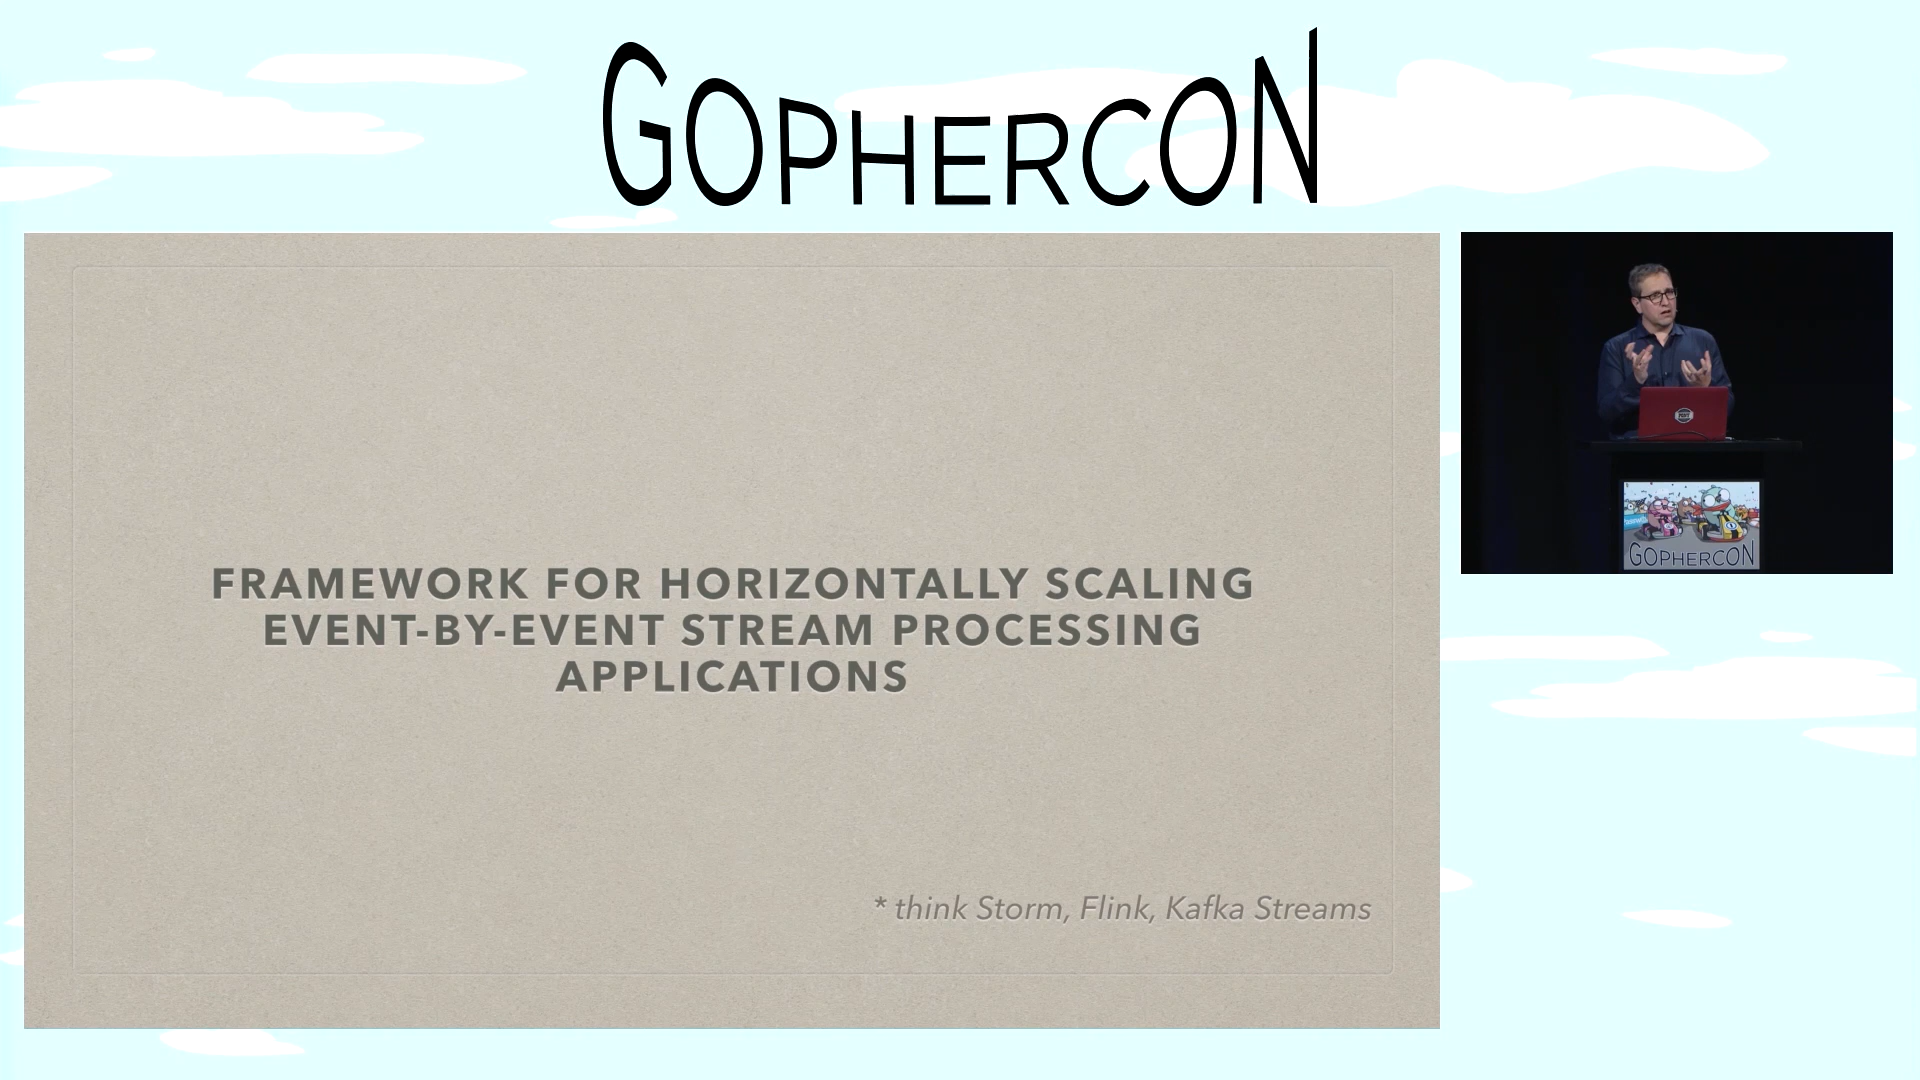 GOPHERCON
FRAMEWORK FOR HORIZONTALLY SCALING
EVENT-BY-EVENT STREAM PROCESSING
APPLICATIONS
* think Storm, Flink, Kafka Streams
GOPHERCON